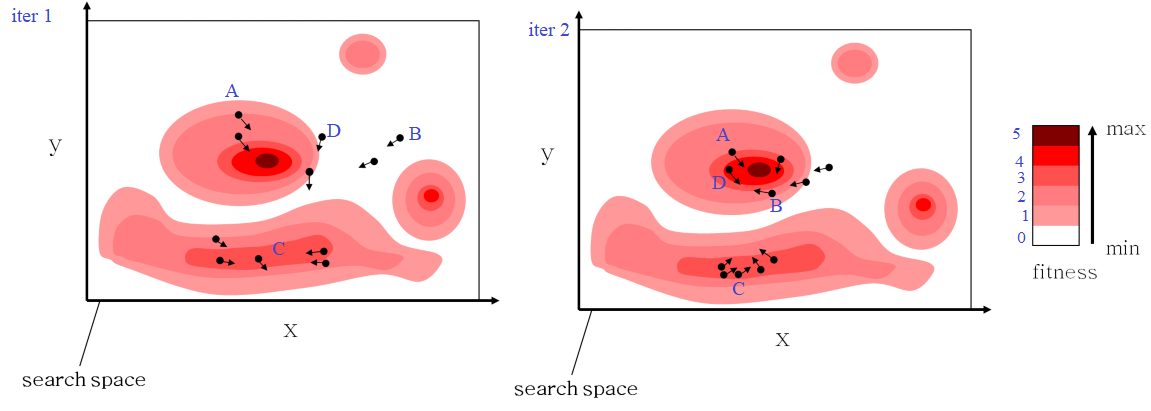 iter 1
A
D
B
y
C
x
search space
iter 2
A
y
D
B
C
x
search space
5
max
4
3
2
1
0
min
fitness